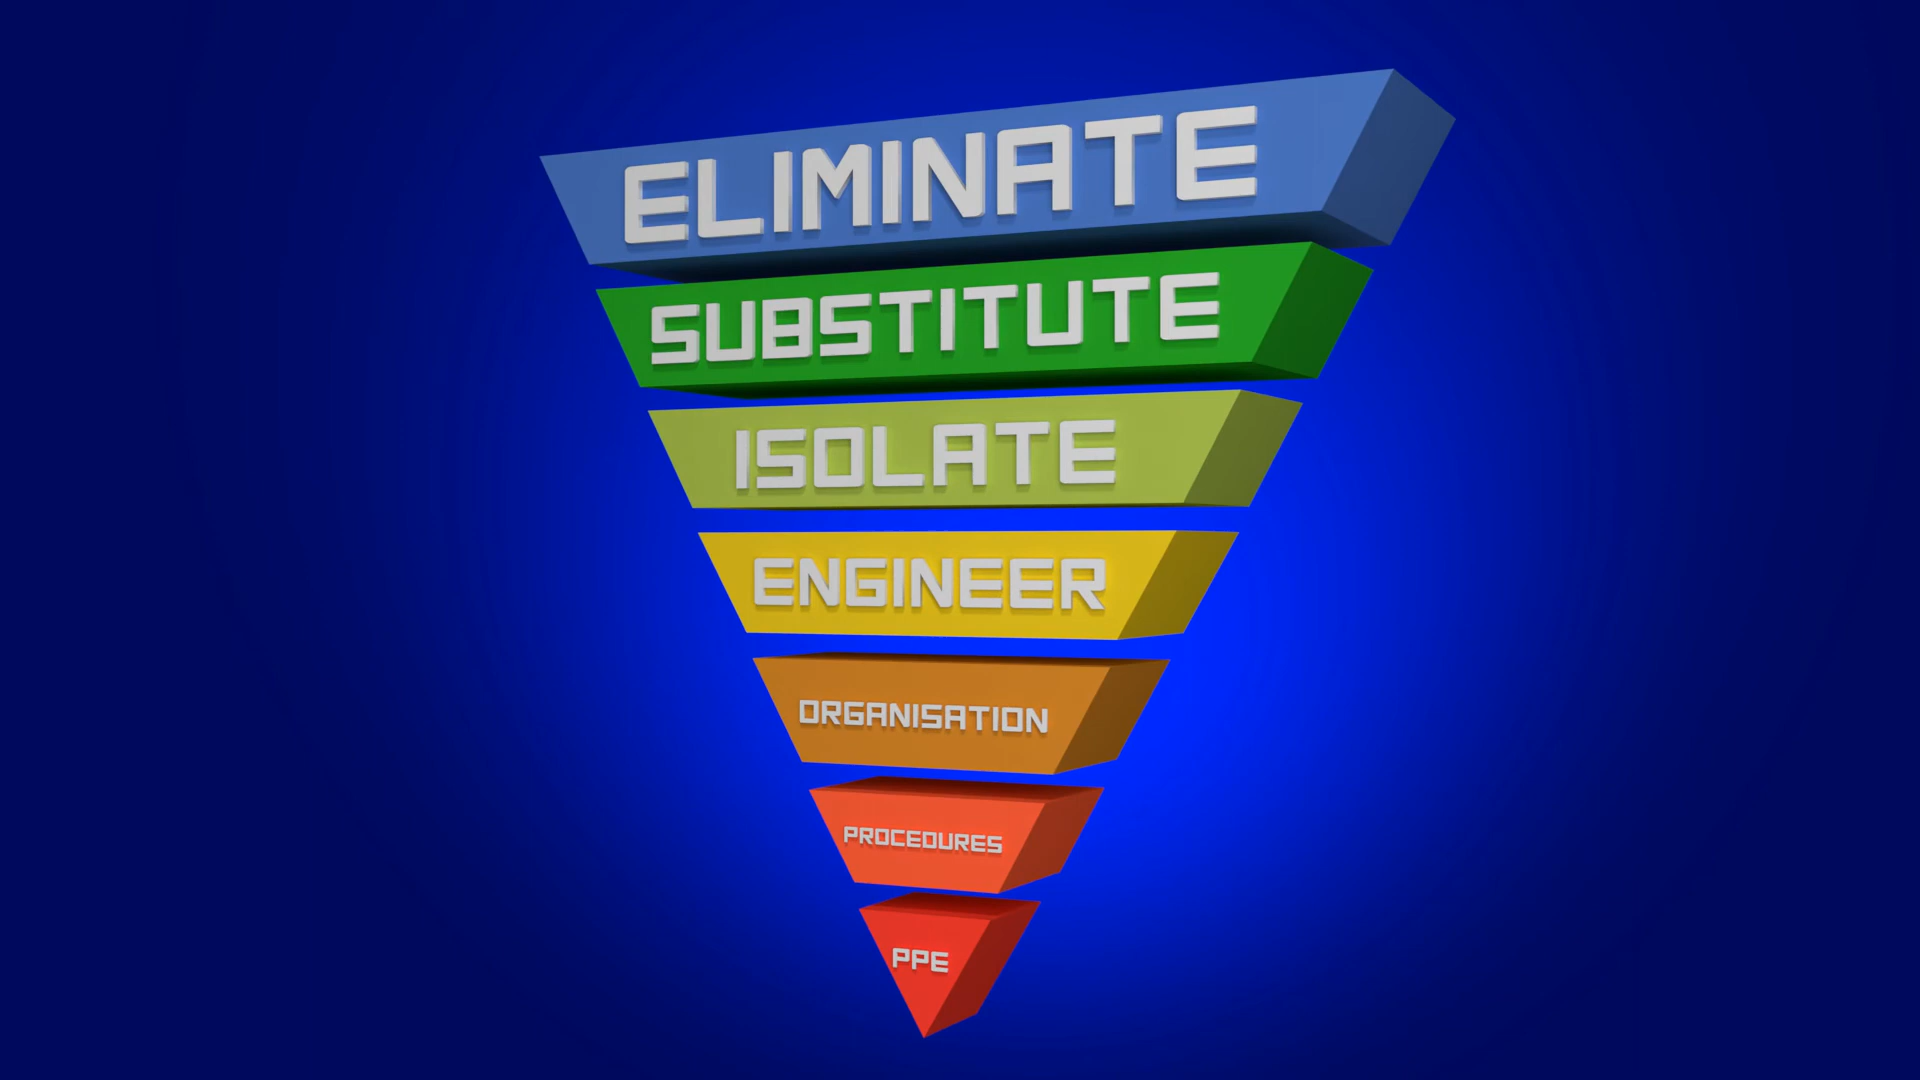 ELIMINATE
SUBSTITUTE
ISOLATE
ENGINEER
ORGANISATION
PROCEDURES
PPE